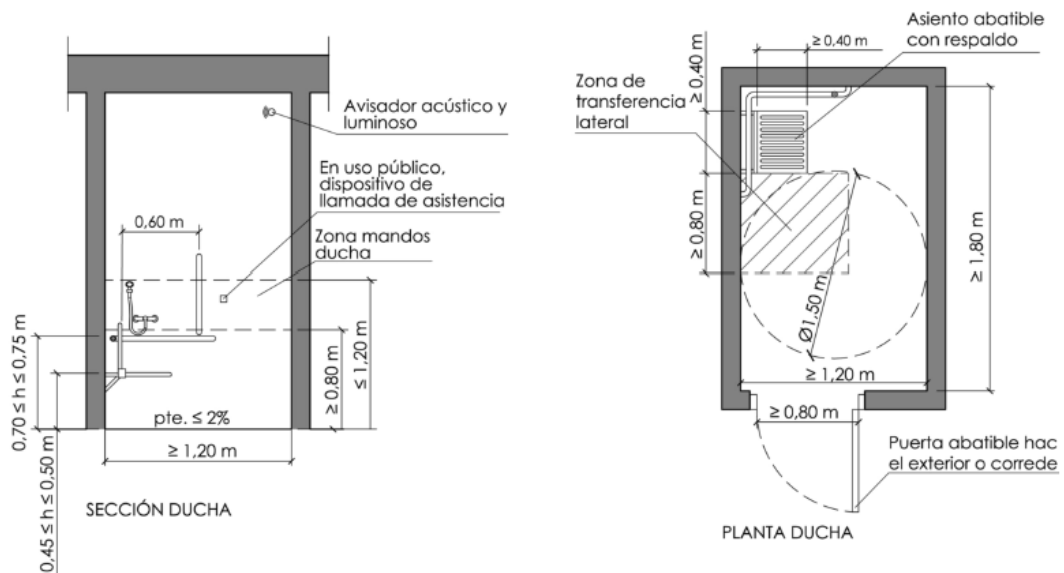 Avisador acústico y
luminoso
En uso público,
dispositivo de
llamada de asistencia
0,60 m
Zona mandos
ducha
0,70 ≤ h ≤ 0,75 m
0,45 ≤ h ≤ 0,50 m
≥ 0,80 m
≤ 1,20 m
pte. ≤ 2%
≥ 1,20 m
SECCIÓN DUCHA
≥ 0,40 m
Asiento abatible
con respaldo
≥ 0,40 m
Zona de
transferencia
lateral
≥ 0,80 m
≥ 1,80 m
Ø1,50 m
≥ 1,20 m
≥ 0,80 m
Puerta abatible hac
el exterior o correde
PLANTA DUCHA